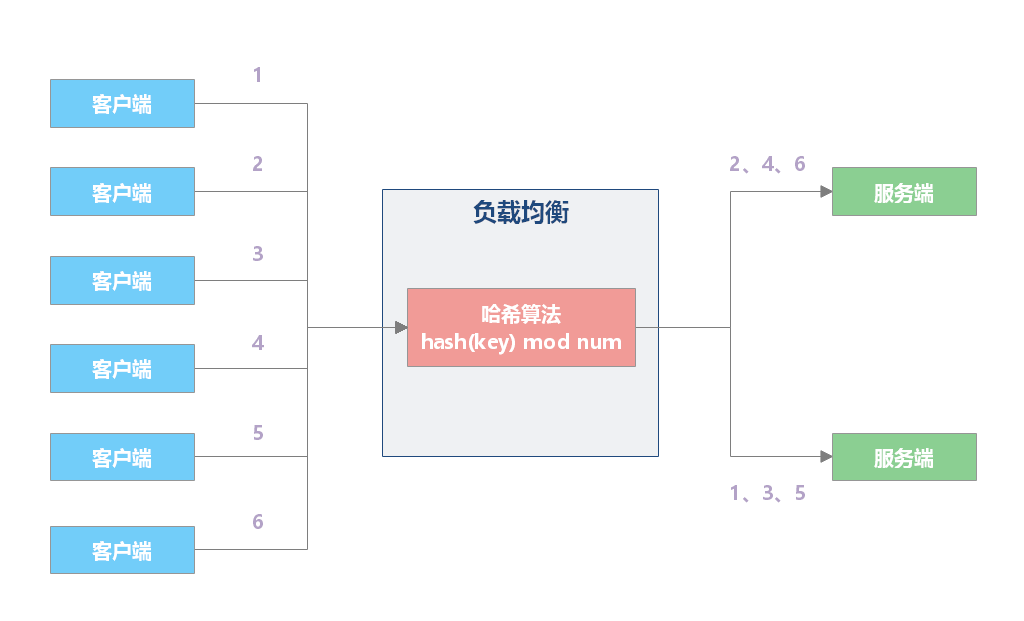 1
客户端
2
客户端
3
客户端
4
客户端
5
客户端
6
客户端
负载均衡
哈希算法
hash(key) mod num
2、4、6
服务端
服务端
1、3、5